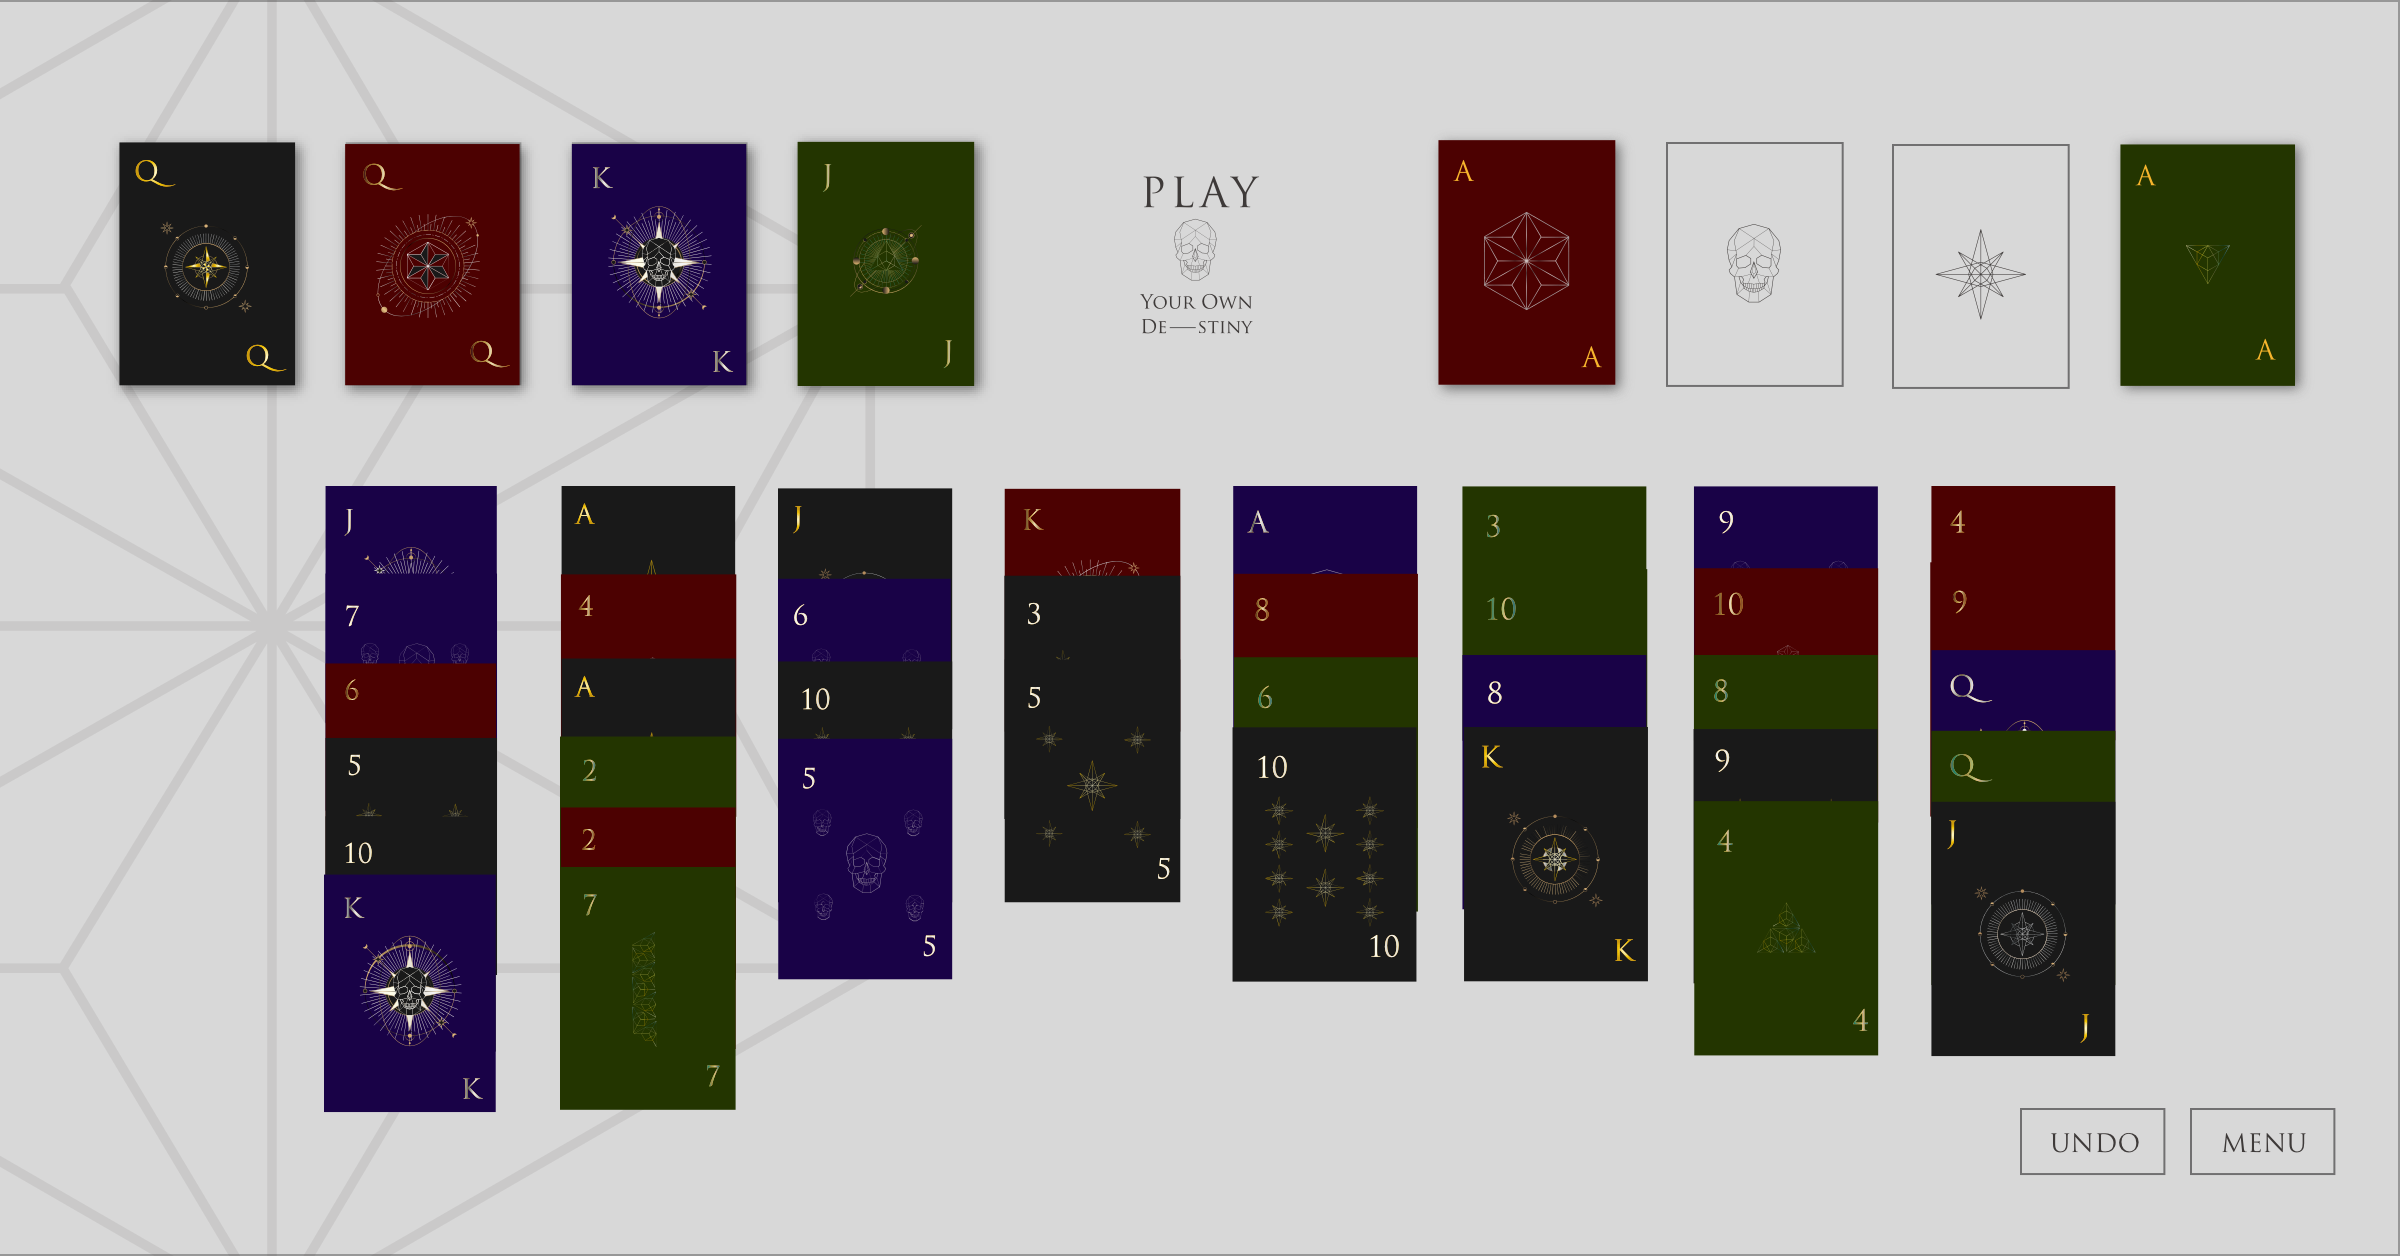 Q Q K J A A
Q Q K J A A
PLAY
YOUR OWN
DE—STINY
J A J K A 3 9 4
7 4 6 3 8 10 10 9
6 A 10 5 6 8 8 Q
5 2 5 5 10 K 9 Q
10 2 5 10 K 4 J
K 7 4 J
K 7
UNDO MENU